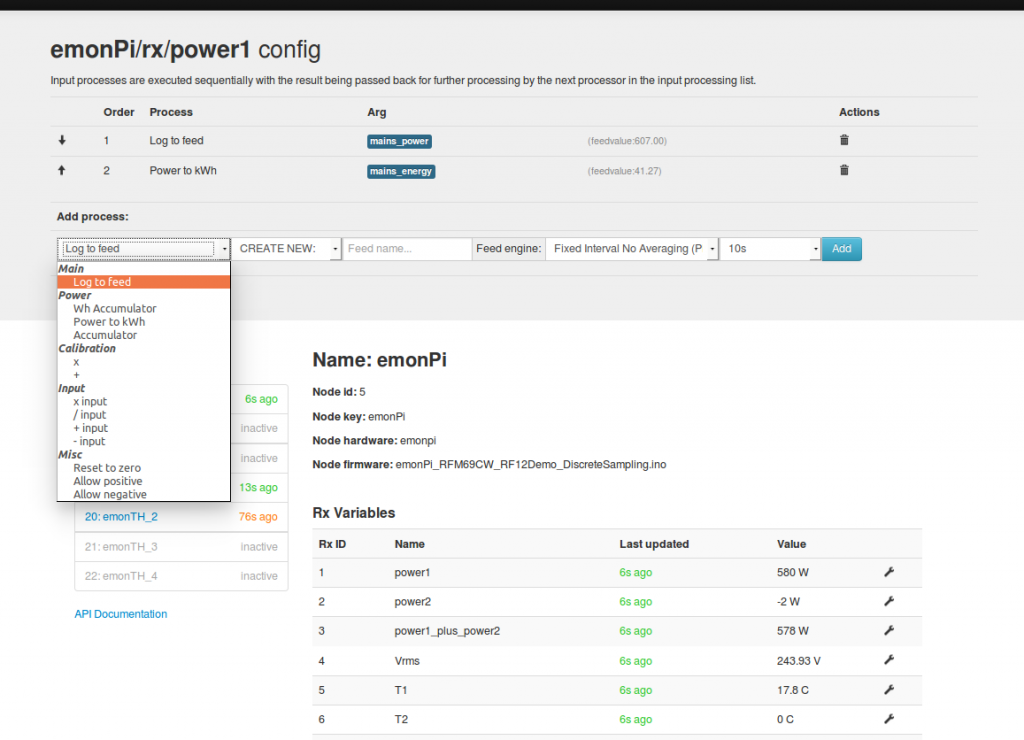 emonPi/rx/power1 config
Input processes are executed sequentially with the result being passed back for further processing by the next processor in the input processing list.
Order Process Arg Actions
1 Log to feed mains_power (feedvalue:607.00)
2 Power to kWh mains_energy (feedvalue:41.27)
Add process:
Log to feed CREATE NEW: Feed name... Feed engine: Fixed Interval No Averaging (P 10s Add
Main
Log to feed
Power
Wh Accumulator
Power to kWh
Accumulator
Calibration
x
+
Input
x input
/ input
+ input
- input
Misc
Reset to zero
Allow positive
Allow negative
6s ago
inactive
inactive
13s ago
20: emonTH_2 76s ago
21: emonTH_3 inactive
22: emonTH_4 inactive
API Documentation
Name: emonPi
Node id: 5
Node key: emonPi
Node hardware: emonpi
Node firmware: emonPi_RFM69CW_RF12Demo_DiscreteSampling.ino
Rx Variables
Rx ID Name Last updated Value
1 power1 6s ago 580 W
2 power2 6s ago -2 W
3 power1_plus_power2 6s ago 578 W
4 Vrms 6s ago 243.93 V
5 T1 6s ago 17.8 C
6 T2 6s ago 0 C